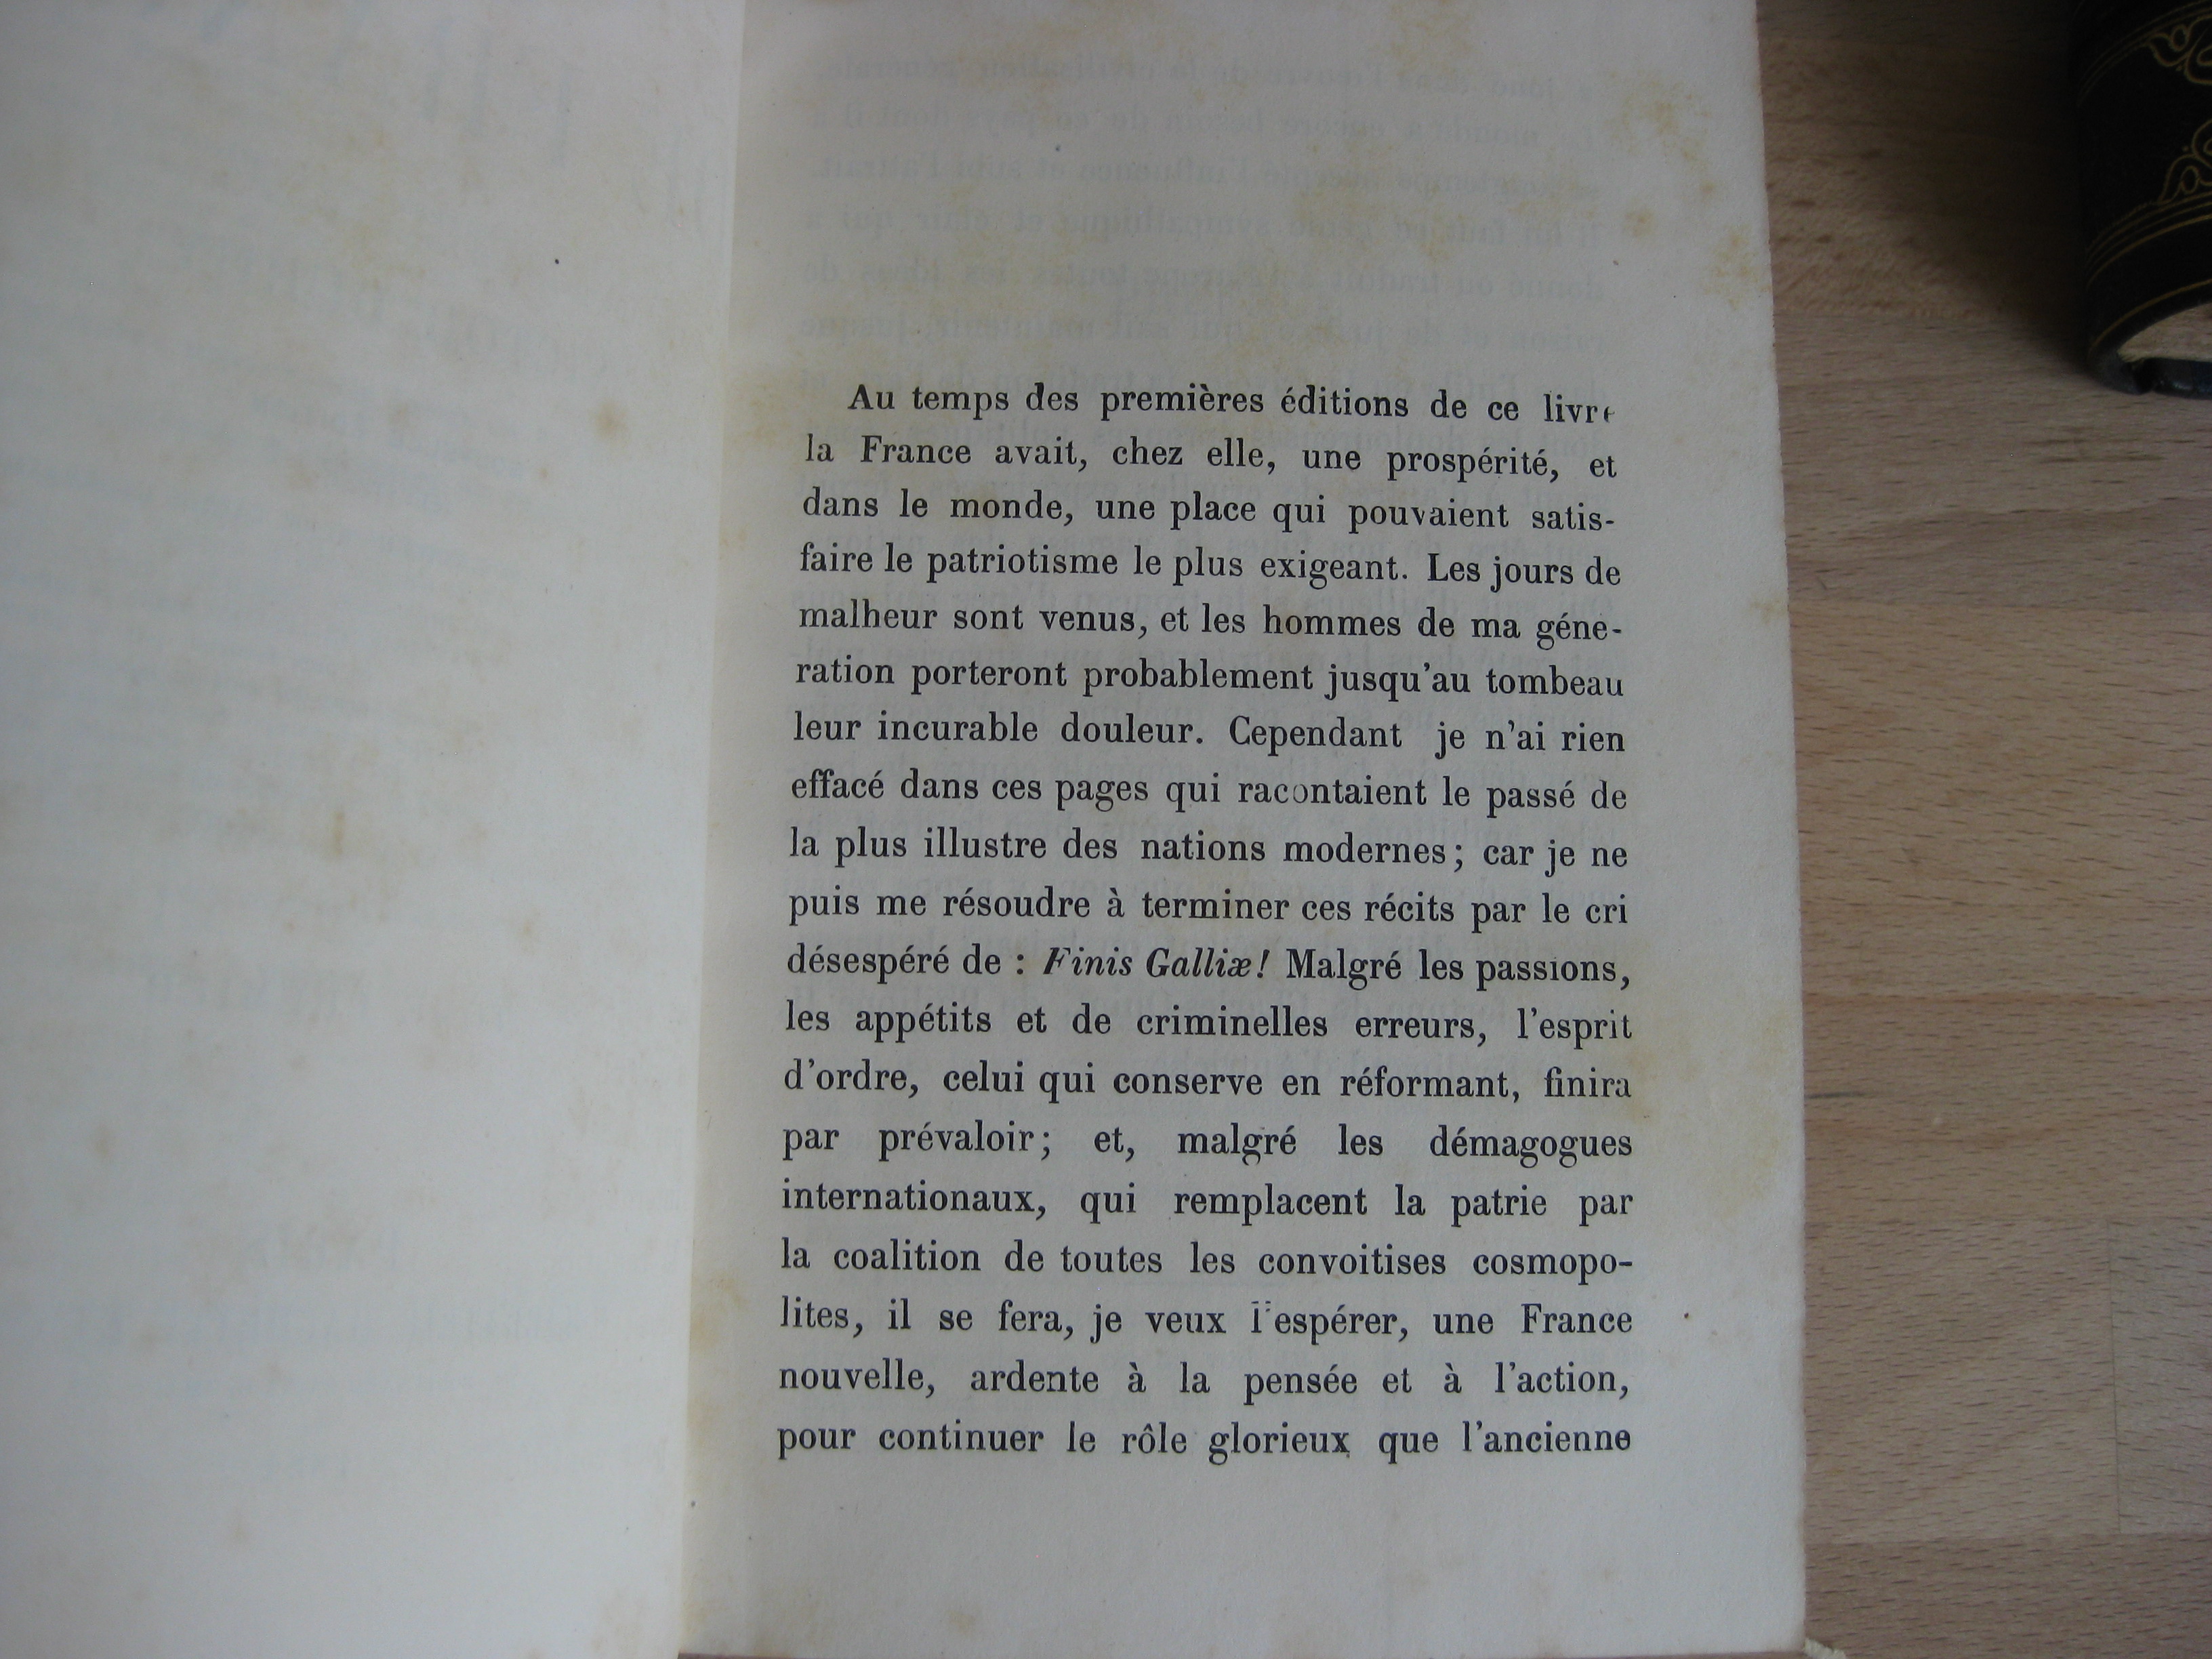 Au temps des premières éditions de ce livre
la France avait, chez elle, une prospérité, et
dans le monde, une place qui pouvaient satis-
faire le patriotisme le plus exigeant. Les jours de
malheur sont venus, et les hommes de ma géne-
ration porteront probablement jusqu'au tombeau
leur incurable douleur. Cependant je n'ai rien
effacé dans ces pages qui racontaient le passé de
la plus illustre des nations modernes; car je ne
puis me résoudre à terminer ces récits par le cri
désespéré de : Finis Galliæ! Malgré les passions,
les appétits et de criminelles erreurs, l'esprit
d'ordre, celui qui conserve en réformant, finira
par prévaloir; et, malgré les démagogues
internationaux, qui remplacent la patrie par
la coalition de toutes les convoitises cosmopo-
lites, il se fera, je veux l'espérer, une France
nouvelle, ardente à la pensée et à l'action,
pour continuer le rôle glorieux que l'ancienne